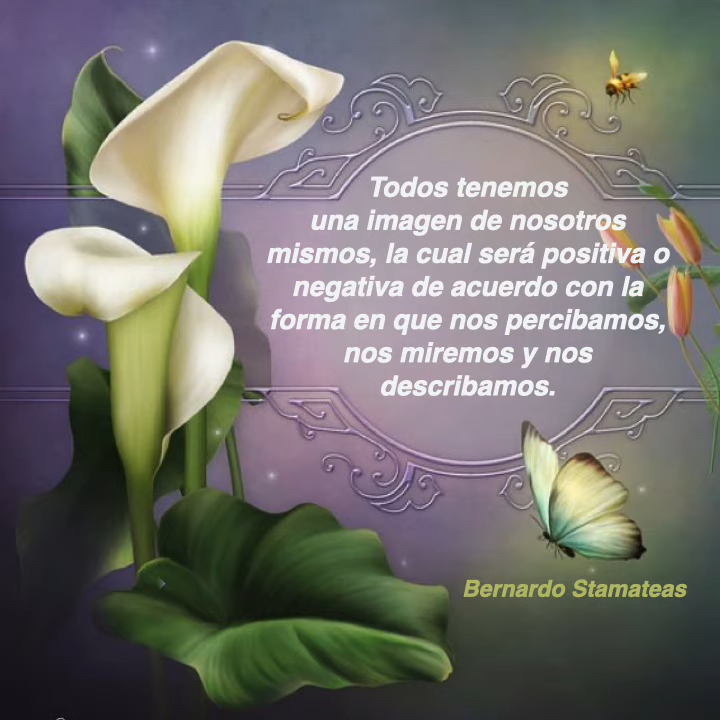 Todos tenemos
una imagen de nosotros
mismos, la cual será positiva o
negativa de acuerdo con la
forma en que nos percibamos,
nos miremos y nos
describamos.
Bernardo Stamateas